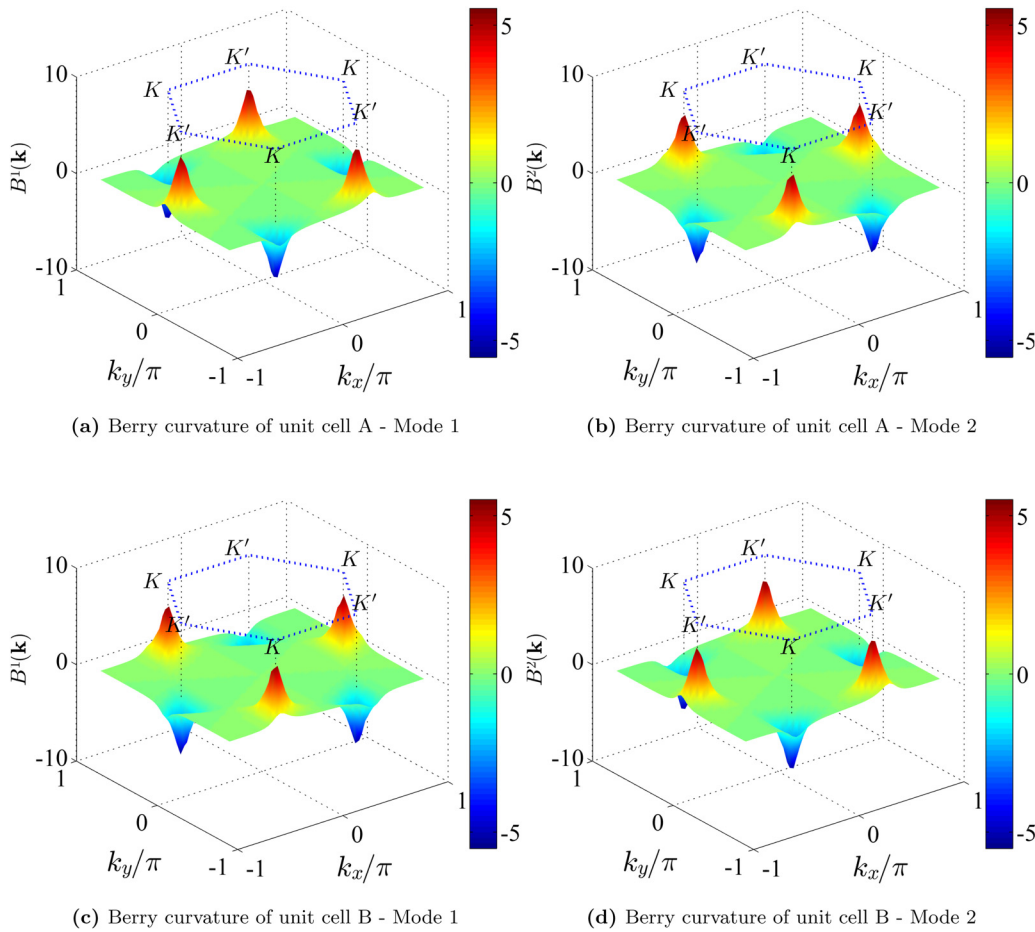 10
0
-10
B¹(k)
K
K′
K
K′
K
K′
5
0
-5
1
0
-1
k_y/π
-1
0
1
k_x/π
(a) Berry curvature of unit cell A - Mode 1
10
0
-10
B²(k)
K
K′
K
K′
K
K′
5
0
-5
1
0
-1
k_y/π
-1
0
1
k_x/π
(b) Berry curvature of unit cell A - Mode 2
10
0
-10
B¹(k)
K
K′
K
K′
K
K′
5
0
-5
1
0
-1
k_y/π
-1
0
1
k_x/π
(c) Berry curvature of unit cell B - Mode 1
10
0
-10
B²(k)
K
K′
K
K′
K
K′
5
0
-5
1
0
-1
k_y/π
-1
0
1
k_x/π
(d) Berry curvature of unit cell B - Mode 2